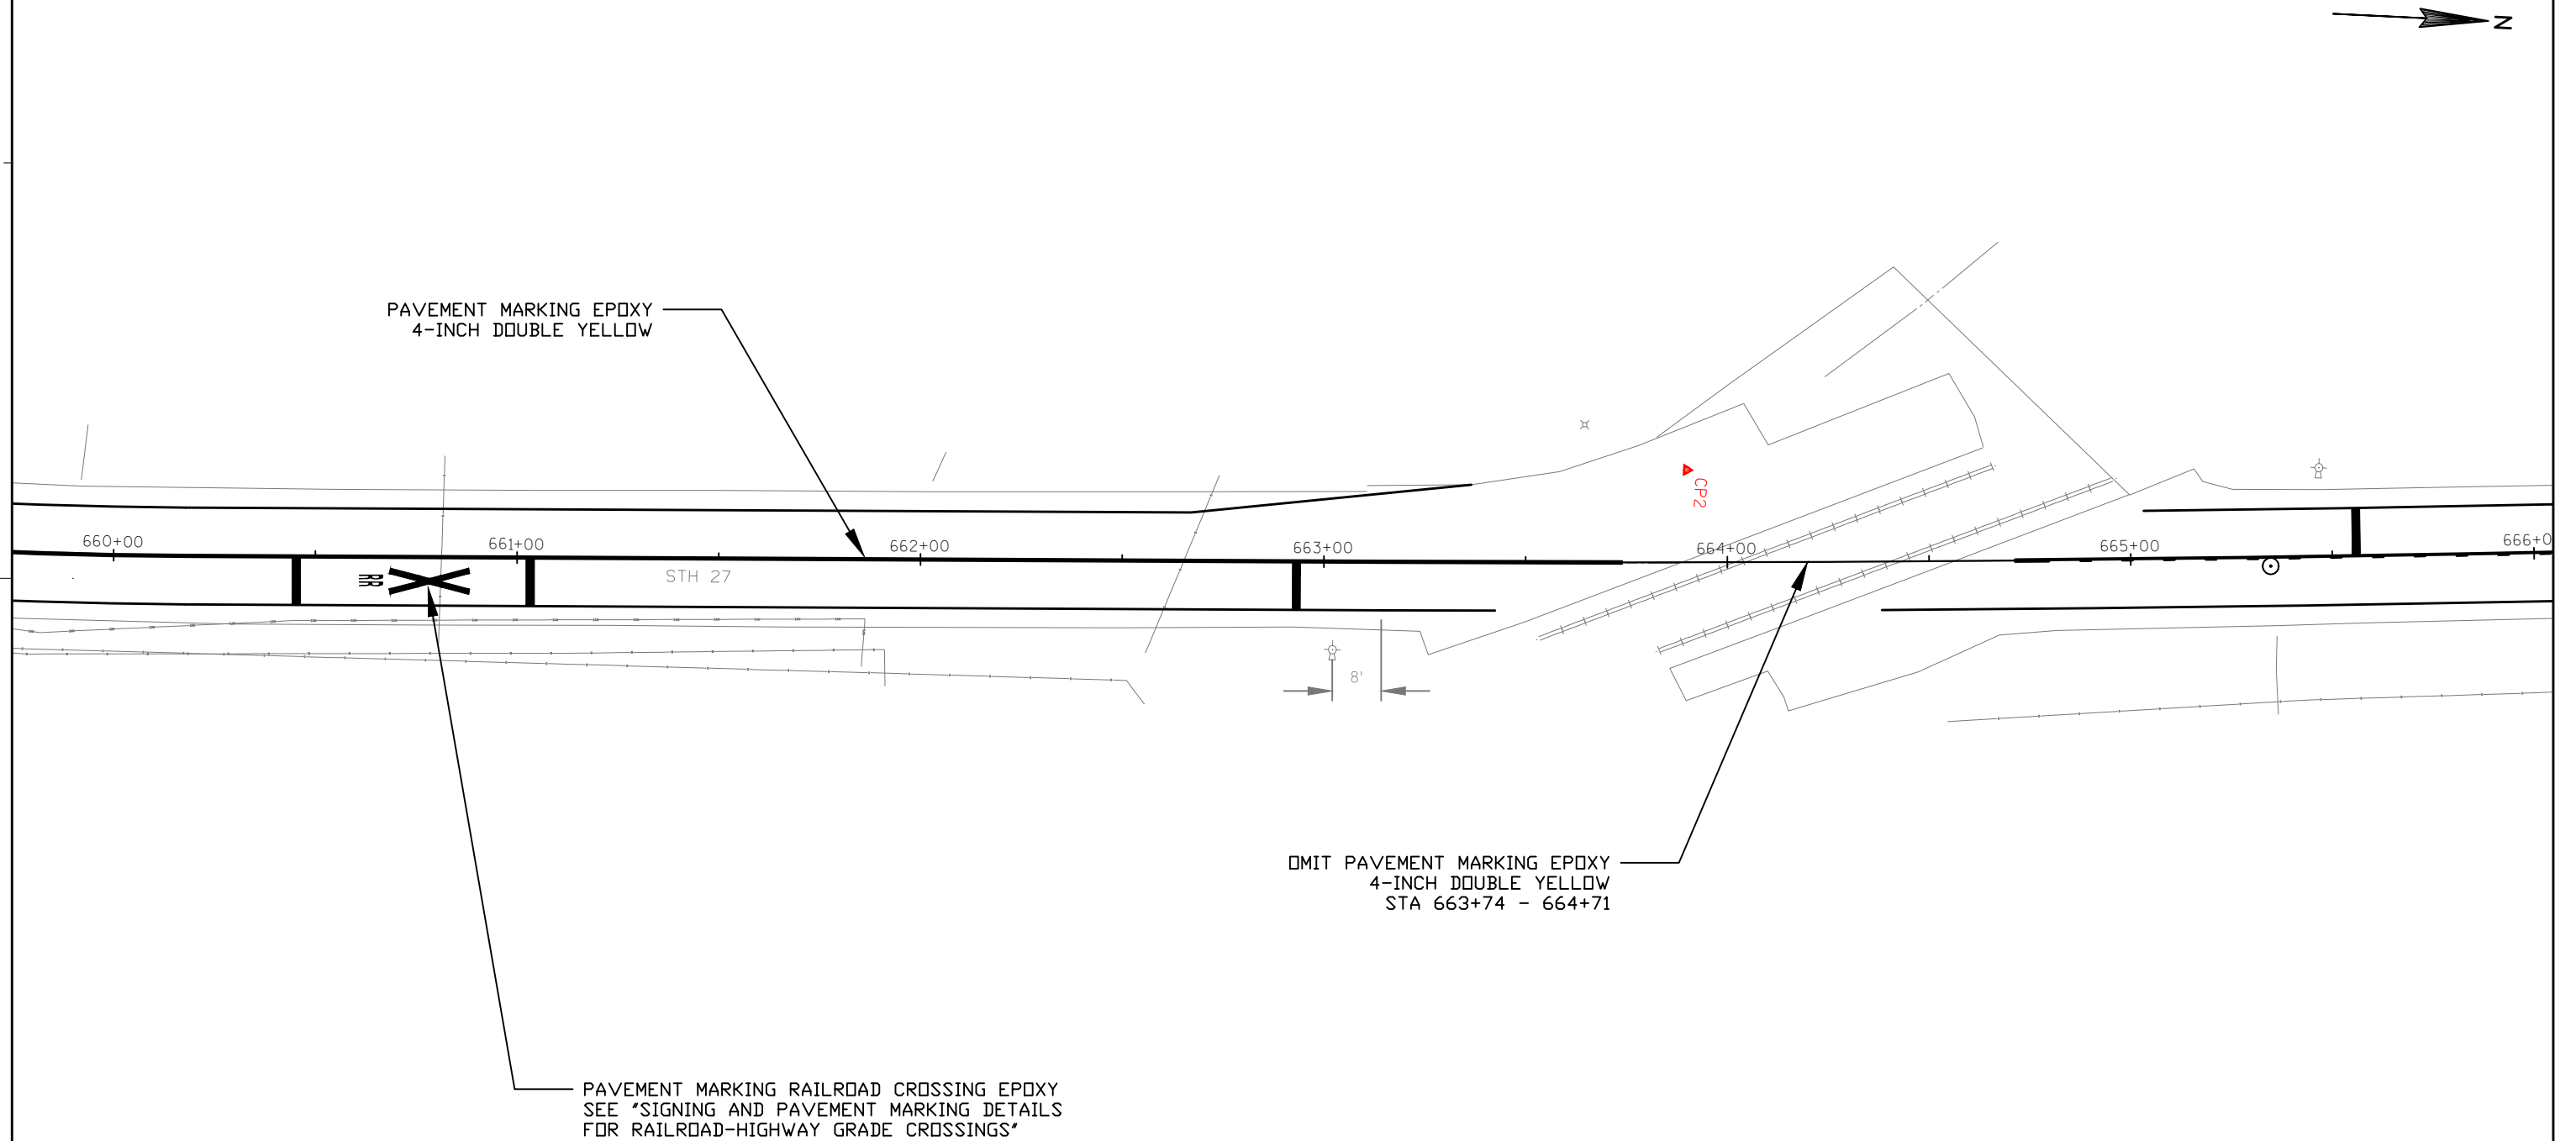 N
PAVEMENT MARKING EPOXY
4-INCH DOUBLE YELLOW
CP2
660+00
661+00
662+00
663+00
664+00
665+00
666+0
RR
STH 27
8'
OMIT PAVEMENT MARKING EPOXY
4-INCH DOUBLE YELLOW
STA 663+74 - 664+71
PAVEMENT MARKING RAILROAD CROSSING EPOXY
SEE "SIGNING AND PAVEMENT MARKING DETAILS
FOR RAILROAD-HIGHWAY GRADE CROSSINGS"